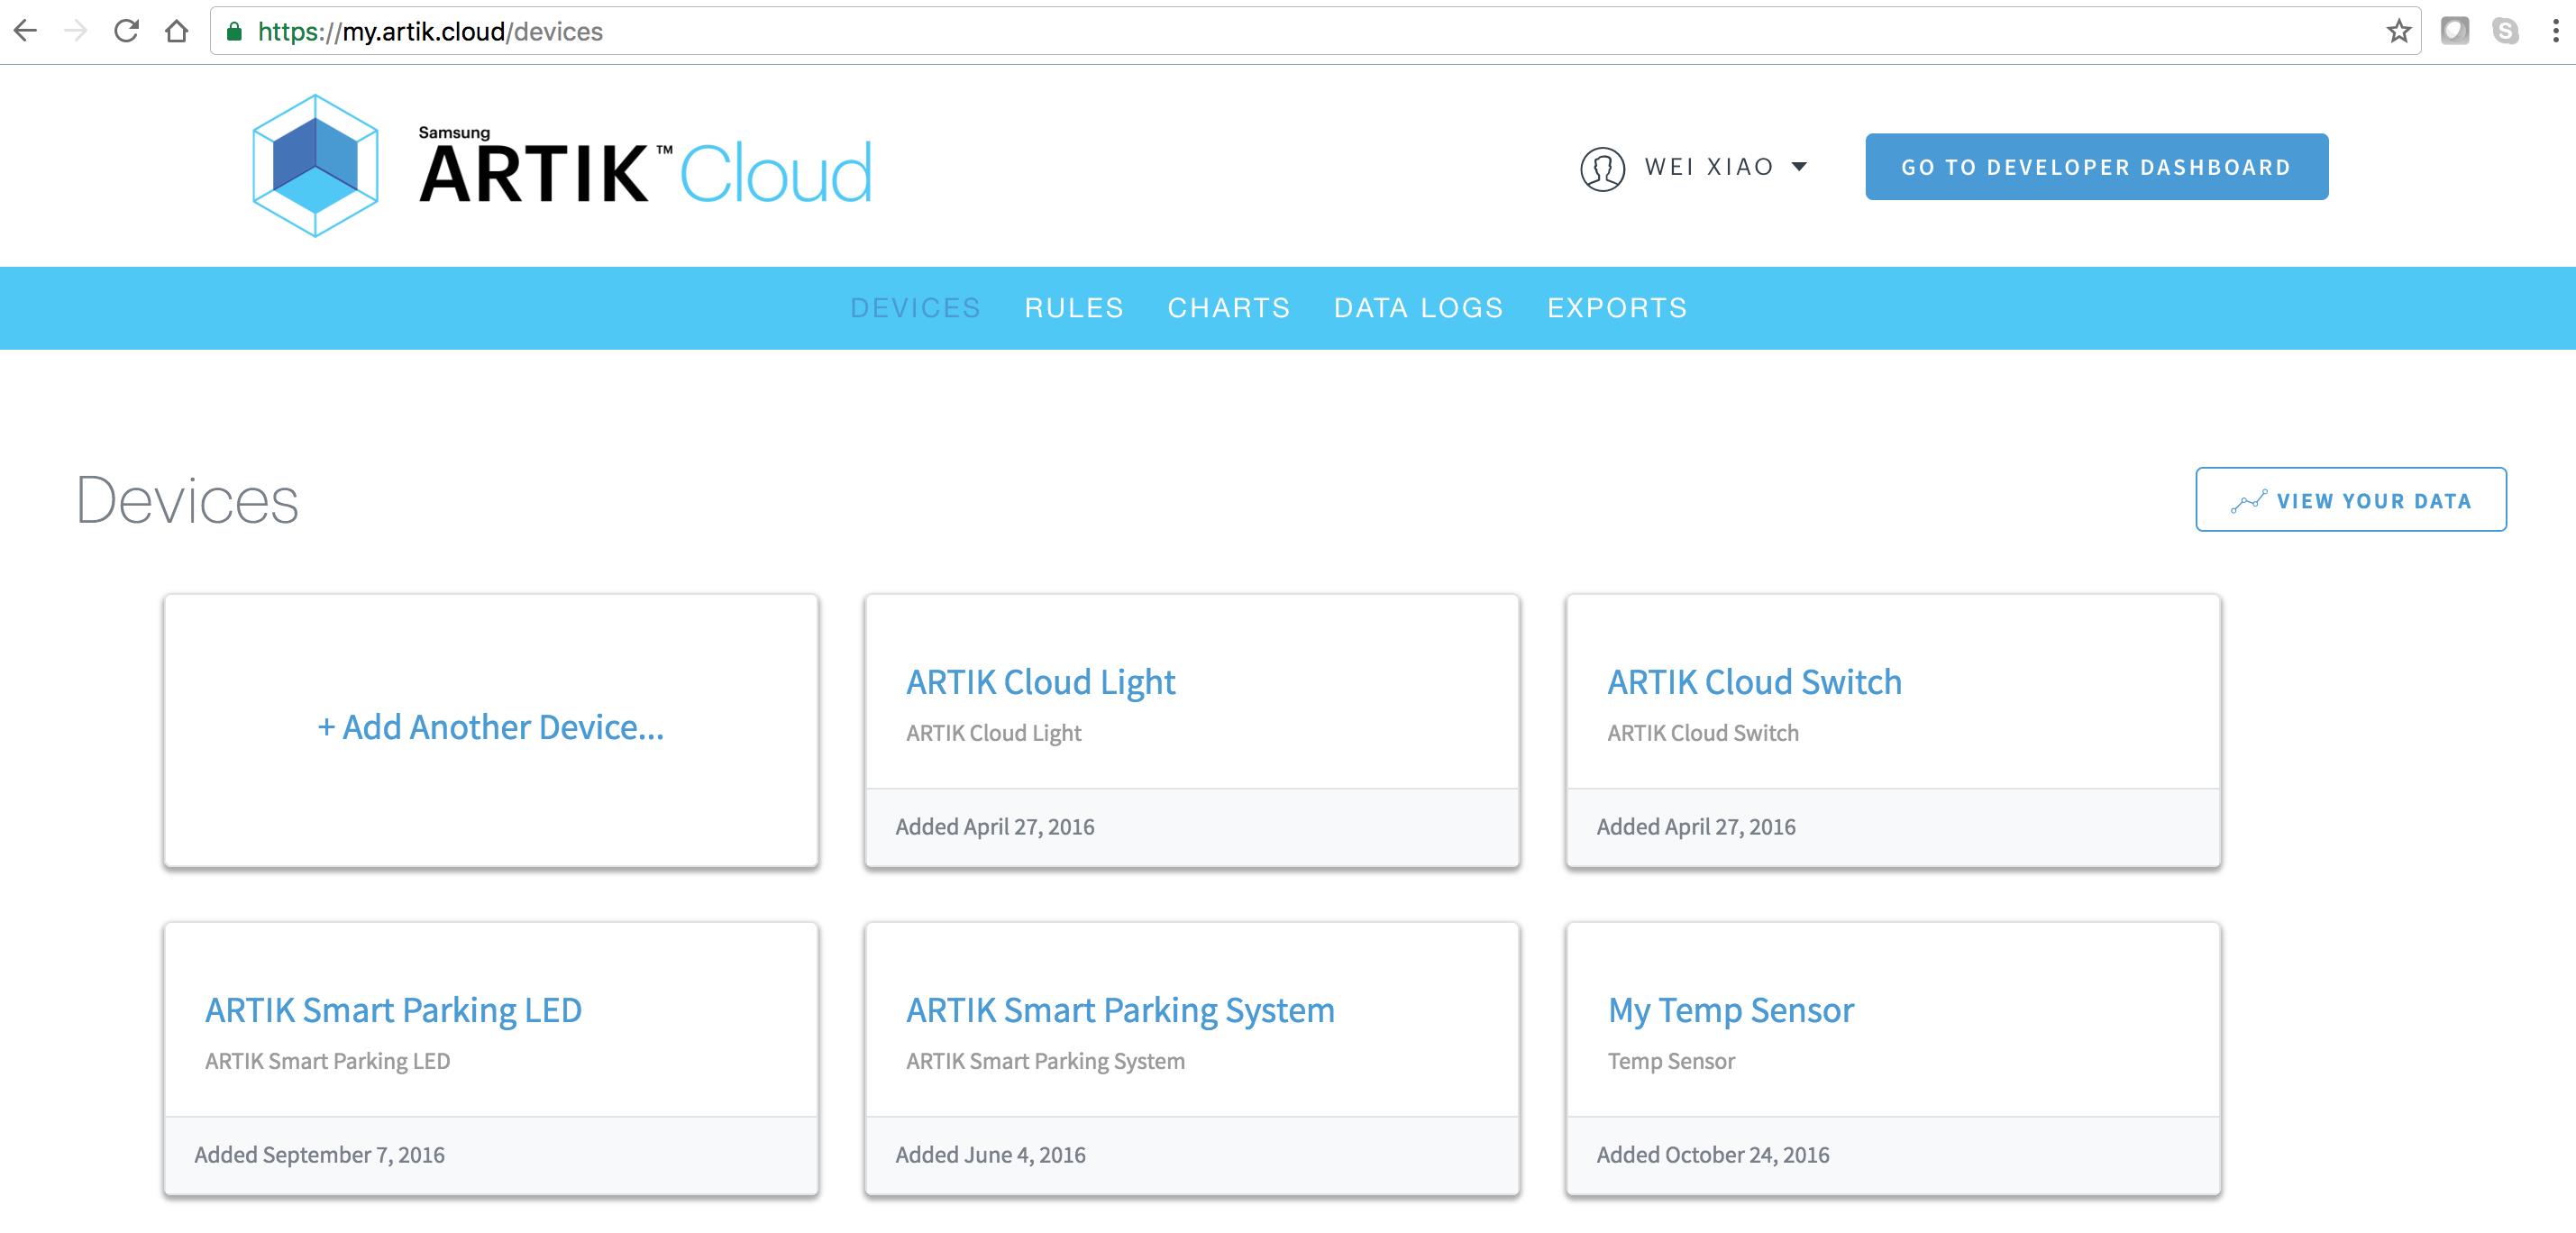 https://my.artik.cloud/devices
Samsung
ARTIK™ Cloud
WEI XIAO
GO TO DEVELOPER DASHBOARD
DEVICES RULES CHARTS DATA LOGS EXPORTS
Devices
VIEW YOUR DATA
+ Add Another Device...
ARTIK Cloud Light
ARTIK Cloud Light
Added April 27, 2016
ARTIK Cloud Switch
ARTIK Cloud Switch
Added April 27, 2016
ARTIK Smart Parking LED
ARTIK Smart Parking LED
Added September 7, 2016
ARTIK Smart Parking System
ARTIK Smart Parking System
Added June 4, 2016
My Temp Sensor
Temp Sensor
Added October 24, 2016